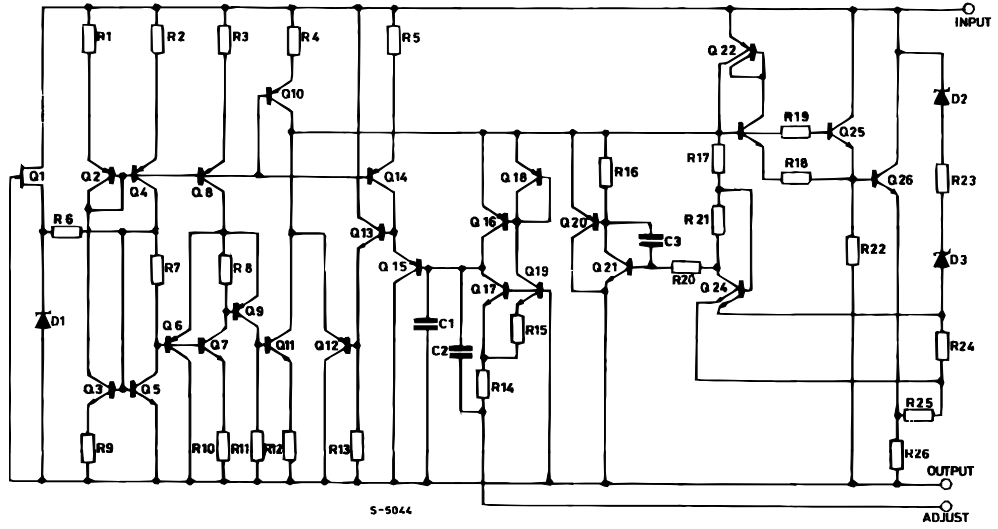 INPUT
R1
R2
R3
R4
R5
Q22
Q10
D2
R19
Q25
R18
R17
R16
Q1
Q2
Q4
Q8
Q14
Q18
Q26
R23
R6
Q13
Q16
Q20
R21
C3
R22
R7
R8
Q15
Q19
Q21
R20
Q24
D3
Q17
D1
Q6
Q9
C1
R15
Q7
Q11
Q12
C2
R24
Q3
Q5
R14
R25
R9
R10
R11
R12
R13
R26
OUTPUT
S-5044
ADJUST